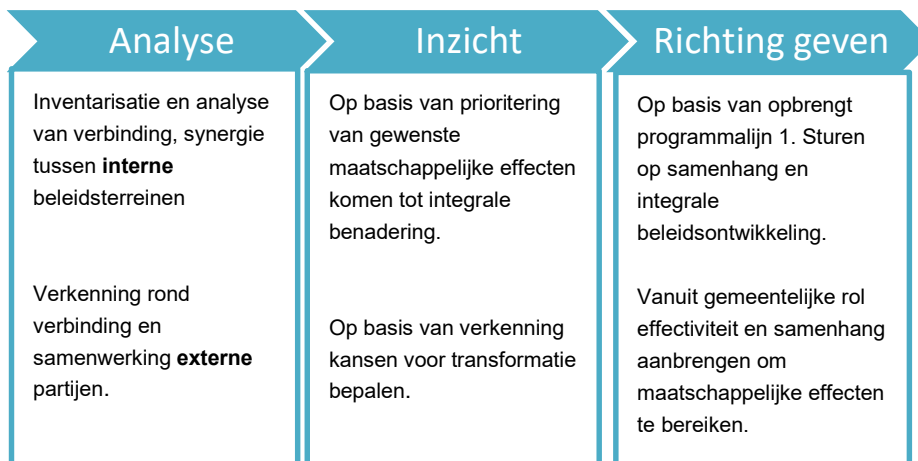 Analyse
Inventarisatie en analyse
van verbinding, synergie
tussen interne
beleidsterreinen
Verkenning rond
verbinding en
samenwerking externe
partijen.
Inzicht
Op basis van prioritering
van gewenste
maatschappelijke effecten
komen tot integrale
benadering.
Op basis van verkenning
kansen voor transformatie
bepalen.
Richting geven
Op basis van opbrengt
programmalijn 1. Sturen
op samenhang en
integrale
beleidsontwikkeling.
Vanuit gemeentelijke rol
effectiviteit en samenhang
aanbrengen om
maatschappelijke effecten
te bereiken.